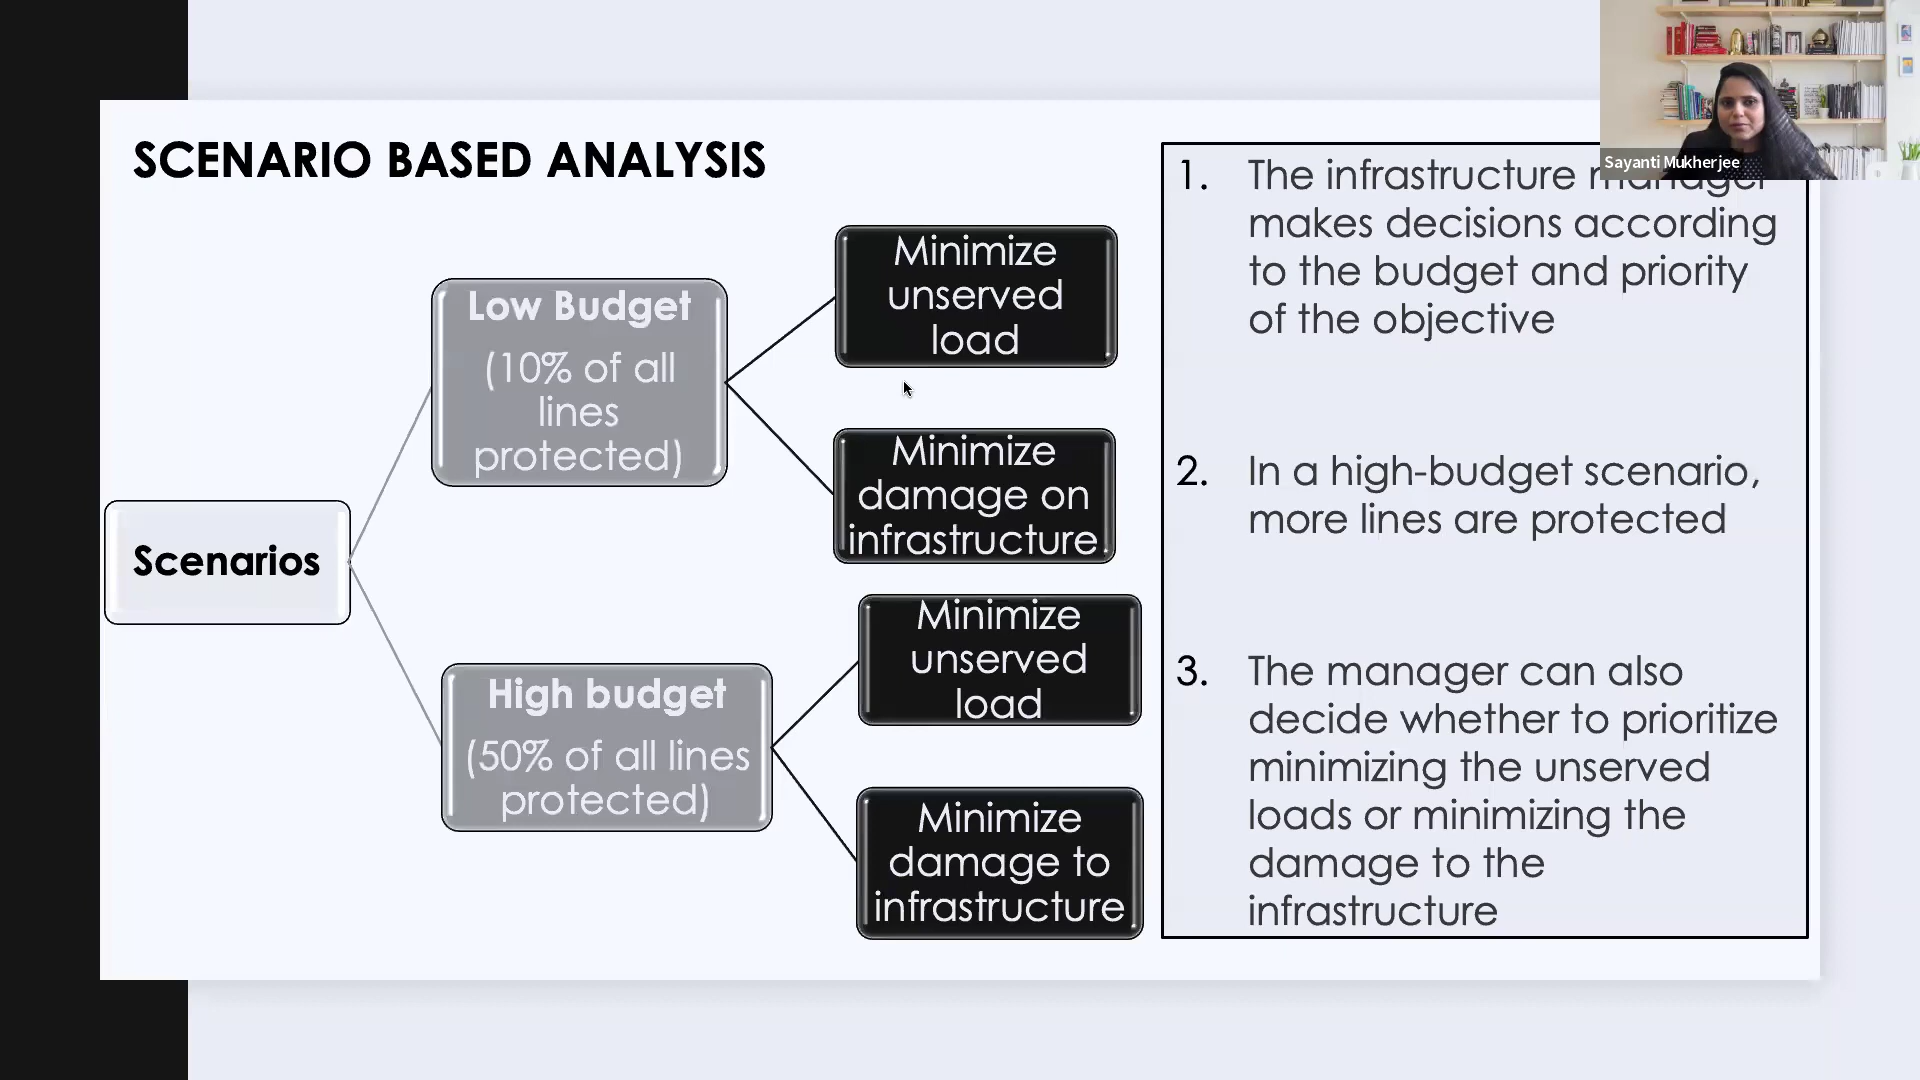 SCENARIO BASED ANALYSIS
Scenarios
Low Budget
(10% of all
lines
protected)
Minimize
unserved
load
Minimize
damage on
infrastructure.
High budget
(50% of all lines
protected)
Minimize
unserved
load
Minimize
damage to
infrastructure
1. The infrastructure manager
makes decisions according
to the budget and priority
of the objective
2. In a high-budget scenario,
more lines are protected
3. The manager can also
decide whether to prioritize
minimizing the unserved
loads or minimizing the
damage to the
infrastructure
Sayanti Mukherjee